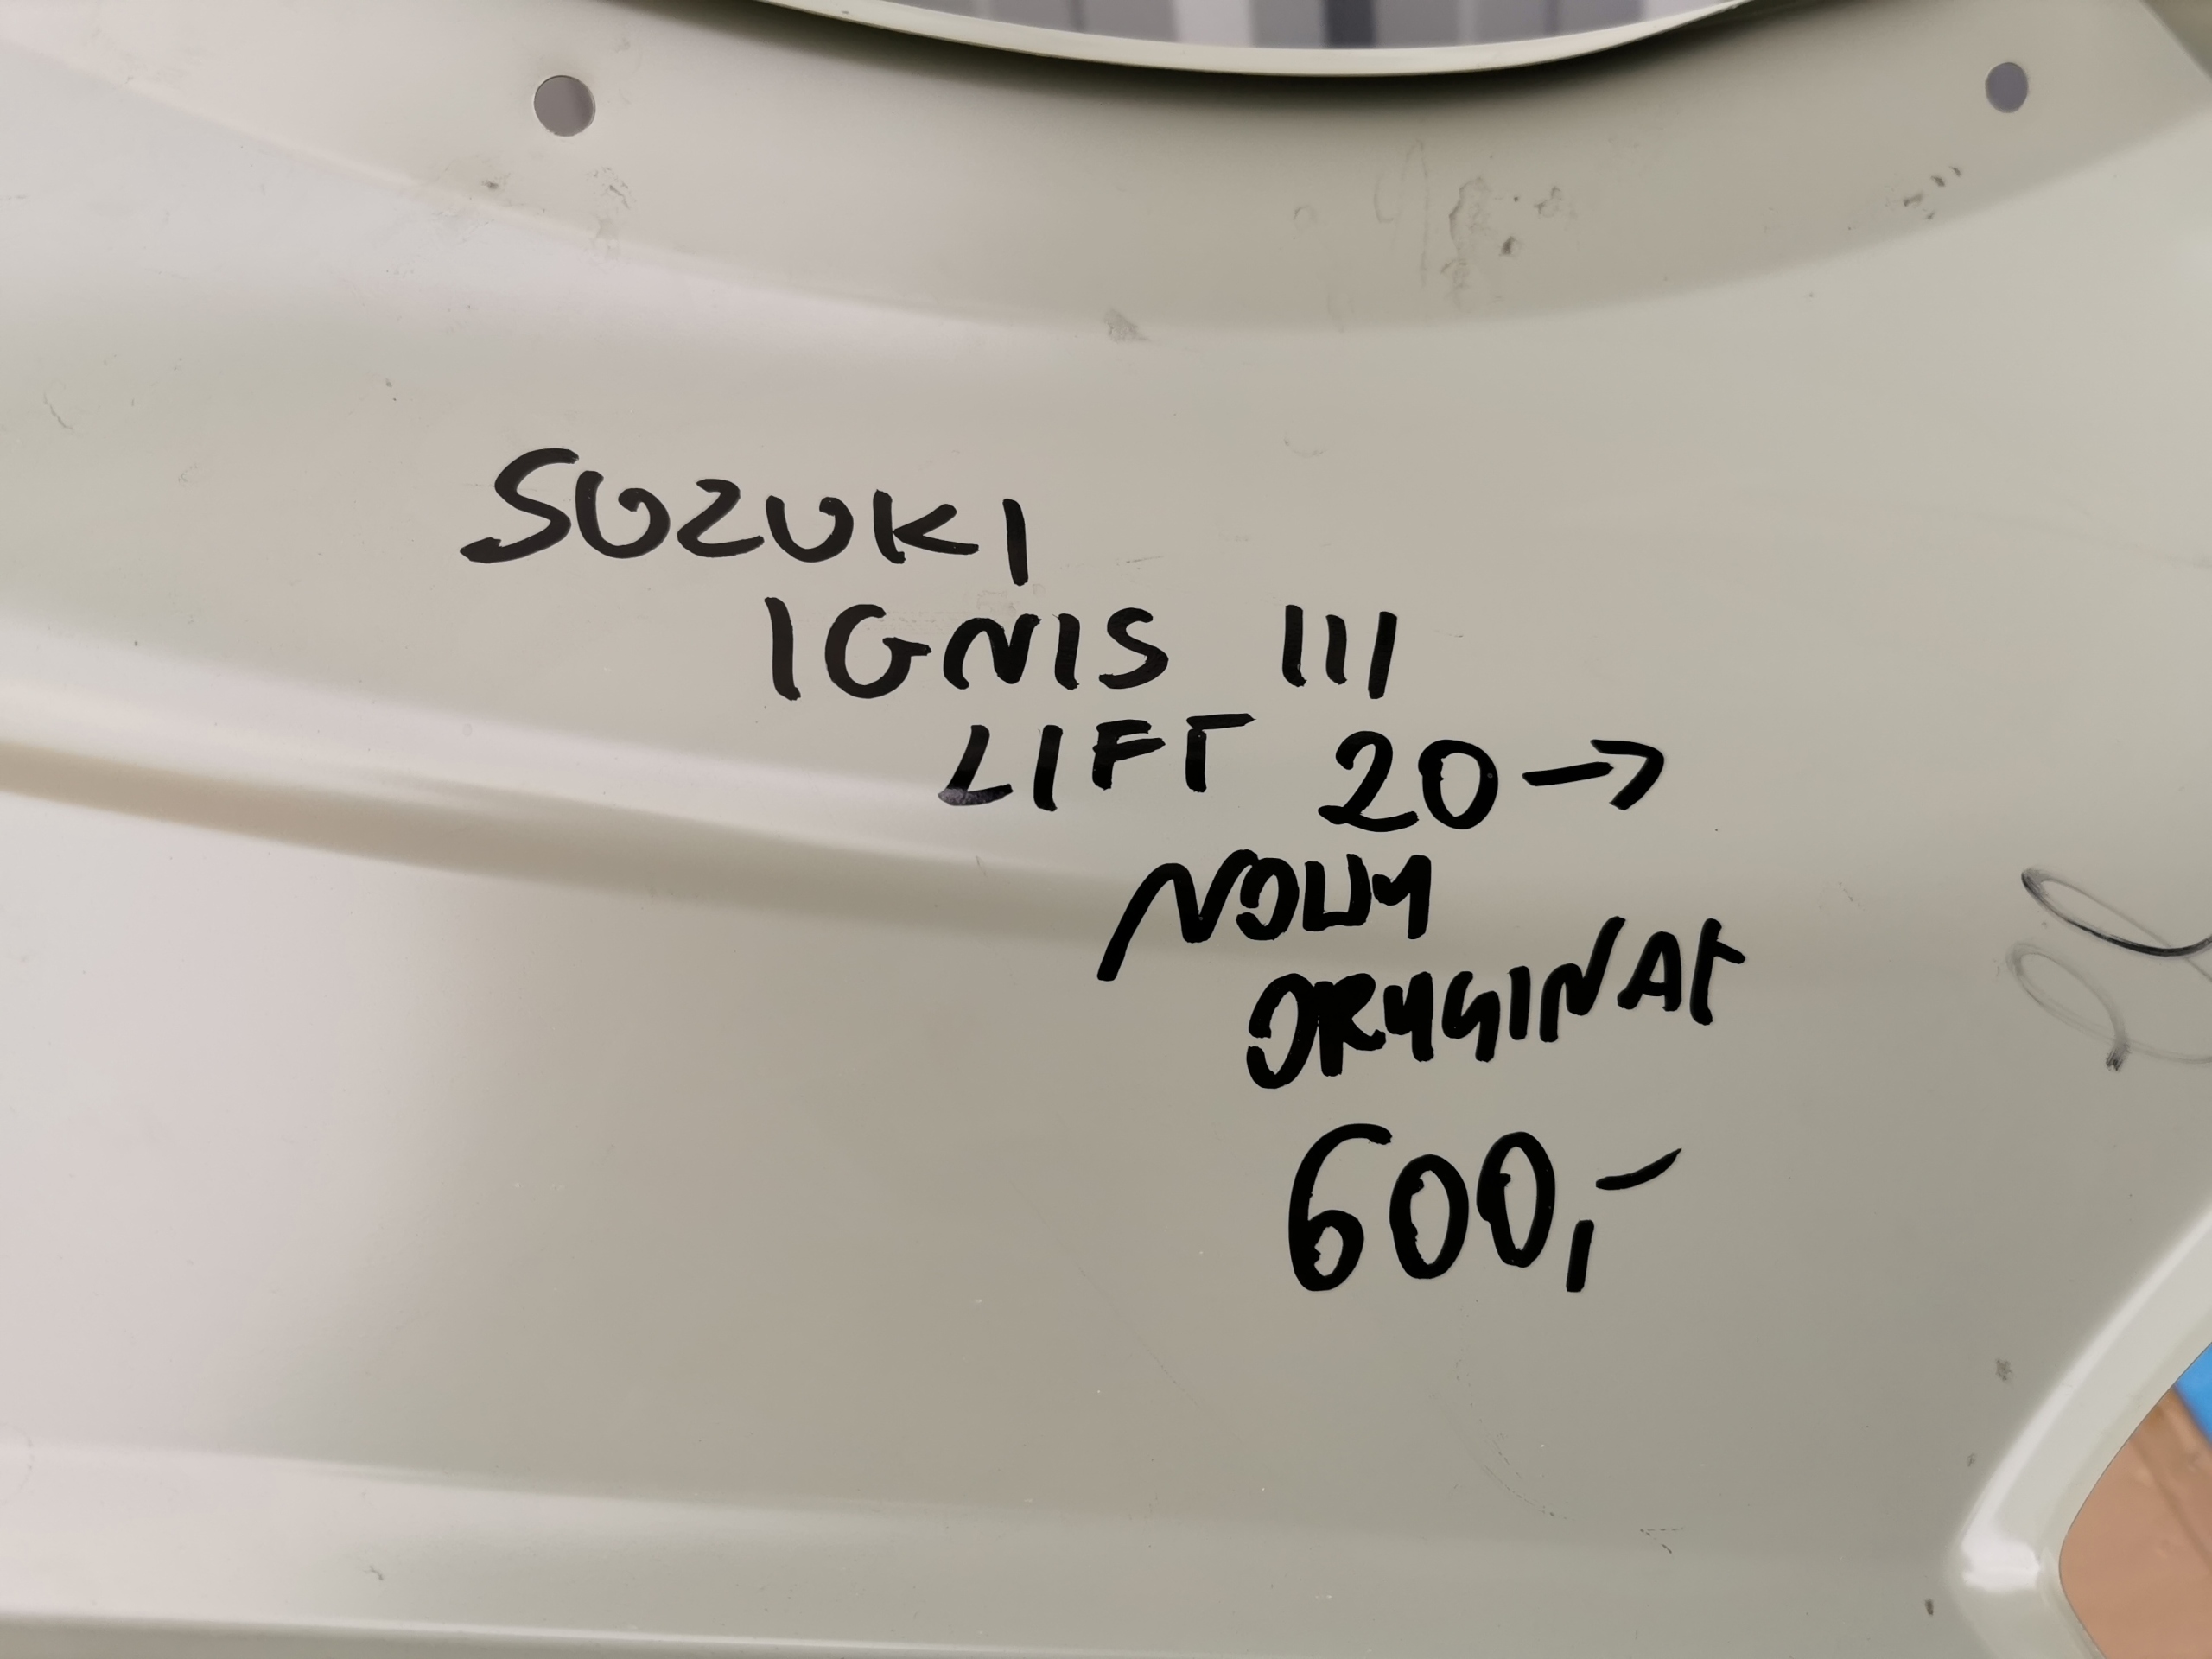 SUZUKI
IGNIS III
LIFT 20→
NOWY
ORYGINAŁ
600,-